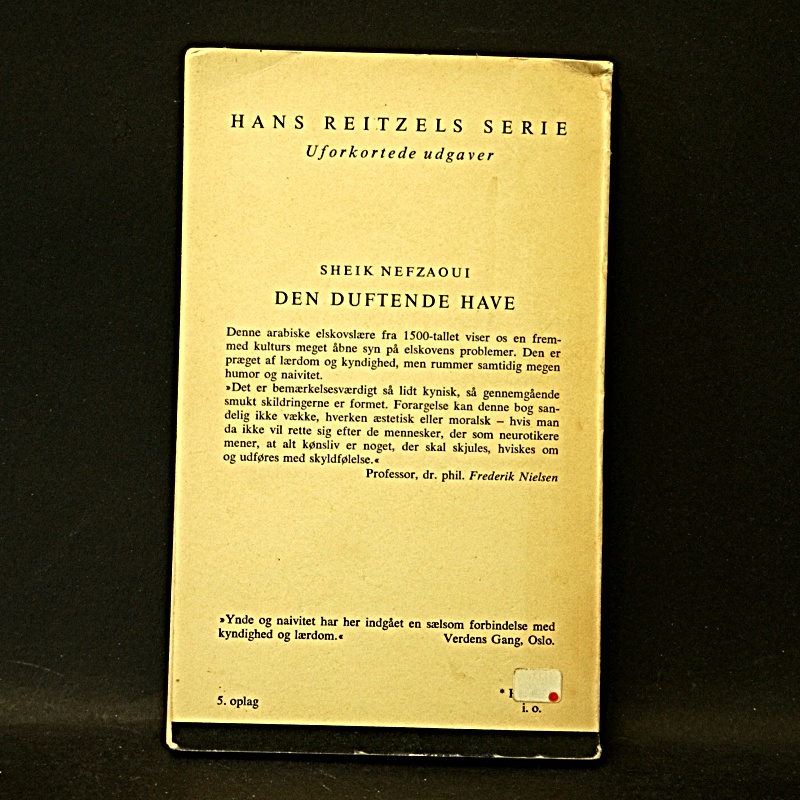 HANS REITZELS SERIE
Uforkortede udgaver
SHEIK NEFZAOUI
DEN DUFTENDE HAVE
Denne arabiske elskovslære fra 1500-tallet viser os en frem-
med kulturs meget åbne syn på elskovens problemer. Den er
præget af lærdom og kyndighed, men rummer samtidig megen
humor og naivitet.
»Det er bemærkelsesværdigt så lidt kynisk, så gennemgående
smukt skildringerne er formet. Forargelse kan denne bog san-
delig ikke vække, hverken æstetisk eller moralsk – hvis man
da ikke vil rette sig efter de mennesker, der som neurotikere
mener, at alt kønsliv er noget, der skal skjules, hviskes om
og udføres med skyldfølelse.«
Professor, dr. phil. Frederik Nielsen
»Ynde og naivitet har her indgået en sælsom forbindelse med
kyndighed og lærdom.« Verdens Gang, Oslo.
5. oplag
*
i. o.